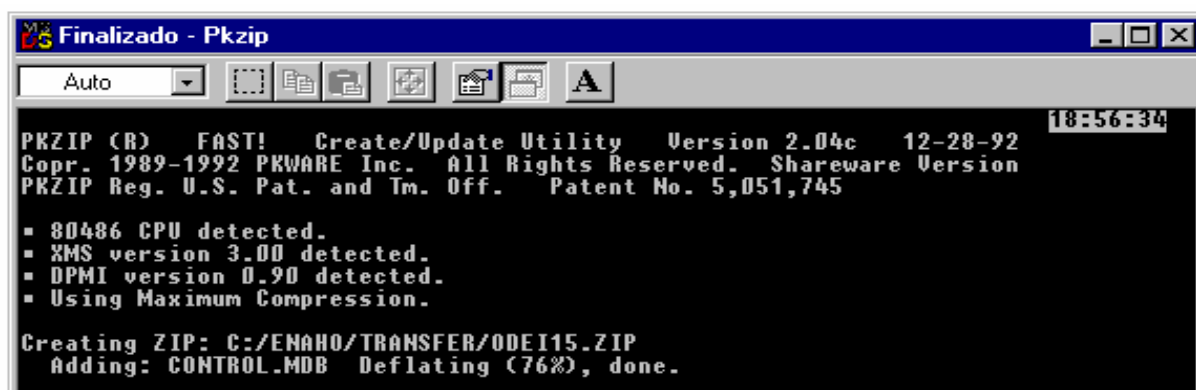 Finalizado - Pkzip
Auto
A
18:56:34
PKZIP (R) FAST! Create/Update Utility Version 2.04c 12-28-92
Copr. 1989-1992 PKWARE Inc. All Rights Reserved. Shareware Version
PKZIP Reg. U.S. Pat. and Tm. Off. Patent No. 5,051,745
▪ 80486 CPU detected.
▪ XMS version 3.00 detected.
▪ DPMI version 0.90 detected.
▪ Using Maximum Compression.
Creating ZIP: C:/ENAHO/TRANSFER/ODEI15.ZIP
Adding: CONTROL.MDB Deflating (76%), done.